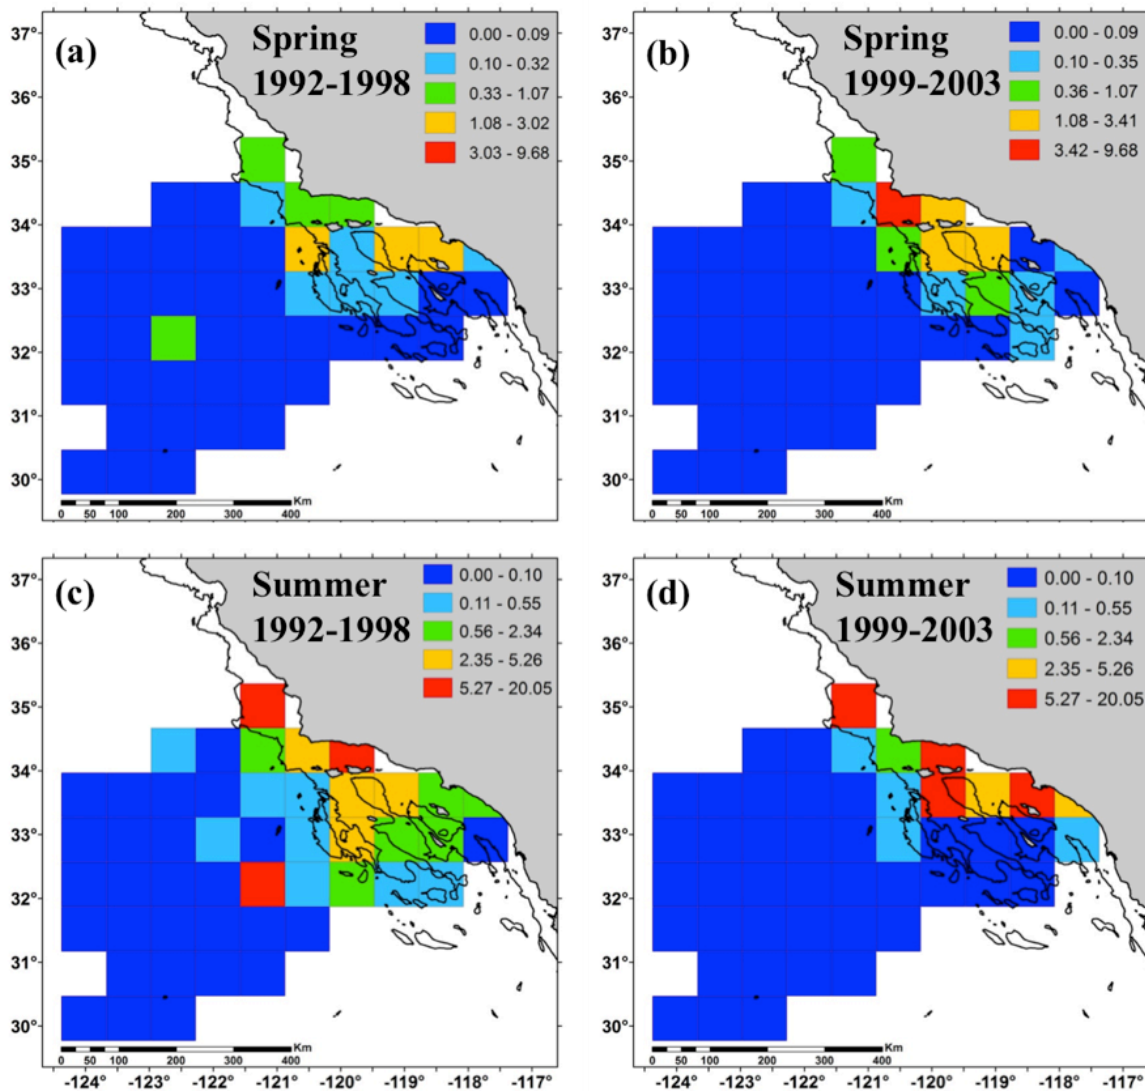 (a)
Spring
1992-1998
0.00 - 0.09
0.10 - 0.32
0.33 - 1.07
1.08 - 3.02
3.03 - 9.68
37°
36°
35°
34°
33°
32°
31°
30°
Km
0 50 100 200 300 400
(b)
Spring
1999-2003
0.00 - 0.09
0.10 - 0.35
0.36 - 1.07
1.08 - 3.41
3.42 - 9.68
37°
36°
35°
34°
33°
32°
31°
30°
Km
0 50 100 200 300 400
(c)
Summer
1992-1998
0.00 - 0.10
0.11 - 0.55
0.56 - 2.34
2.35 - 5.26
5.27 - 20.05
37°
36°
35°
34°
33°
32°
31°
30°
Km
0 50 100 200 300 400
-124° -123° -122° -121° -120° -119° -118° -117°
(d)
Summer
1999-2003
0.00 - 0.10
0.11 - 0.55
0.56 - 2.34
2.35 - 5.26
5.27 - 20.05
37°
36°
35°
34°
33°
32°
31°
30°
Km
0 50 100 200 300 400
-124° -123° -122° -121° -120° -119° -118° -117°